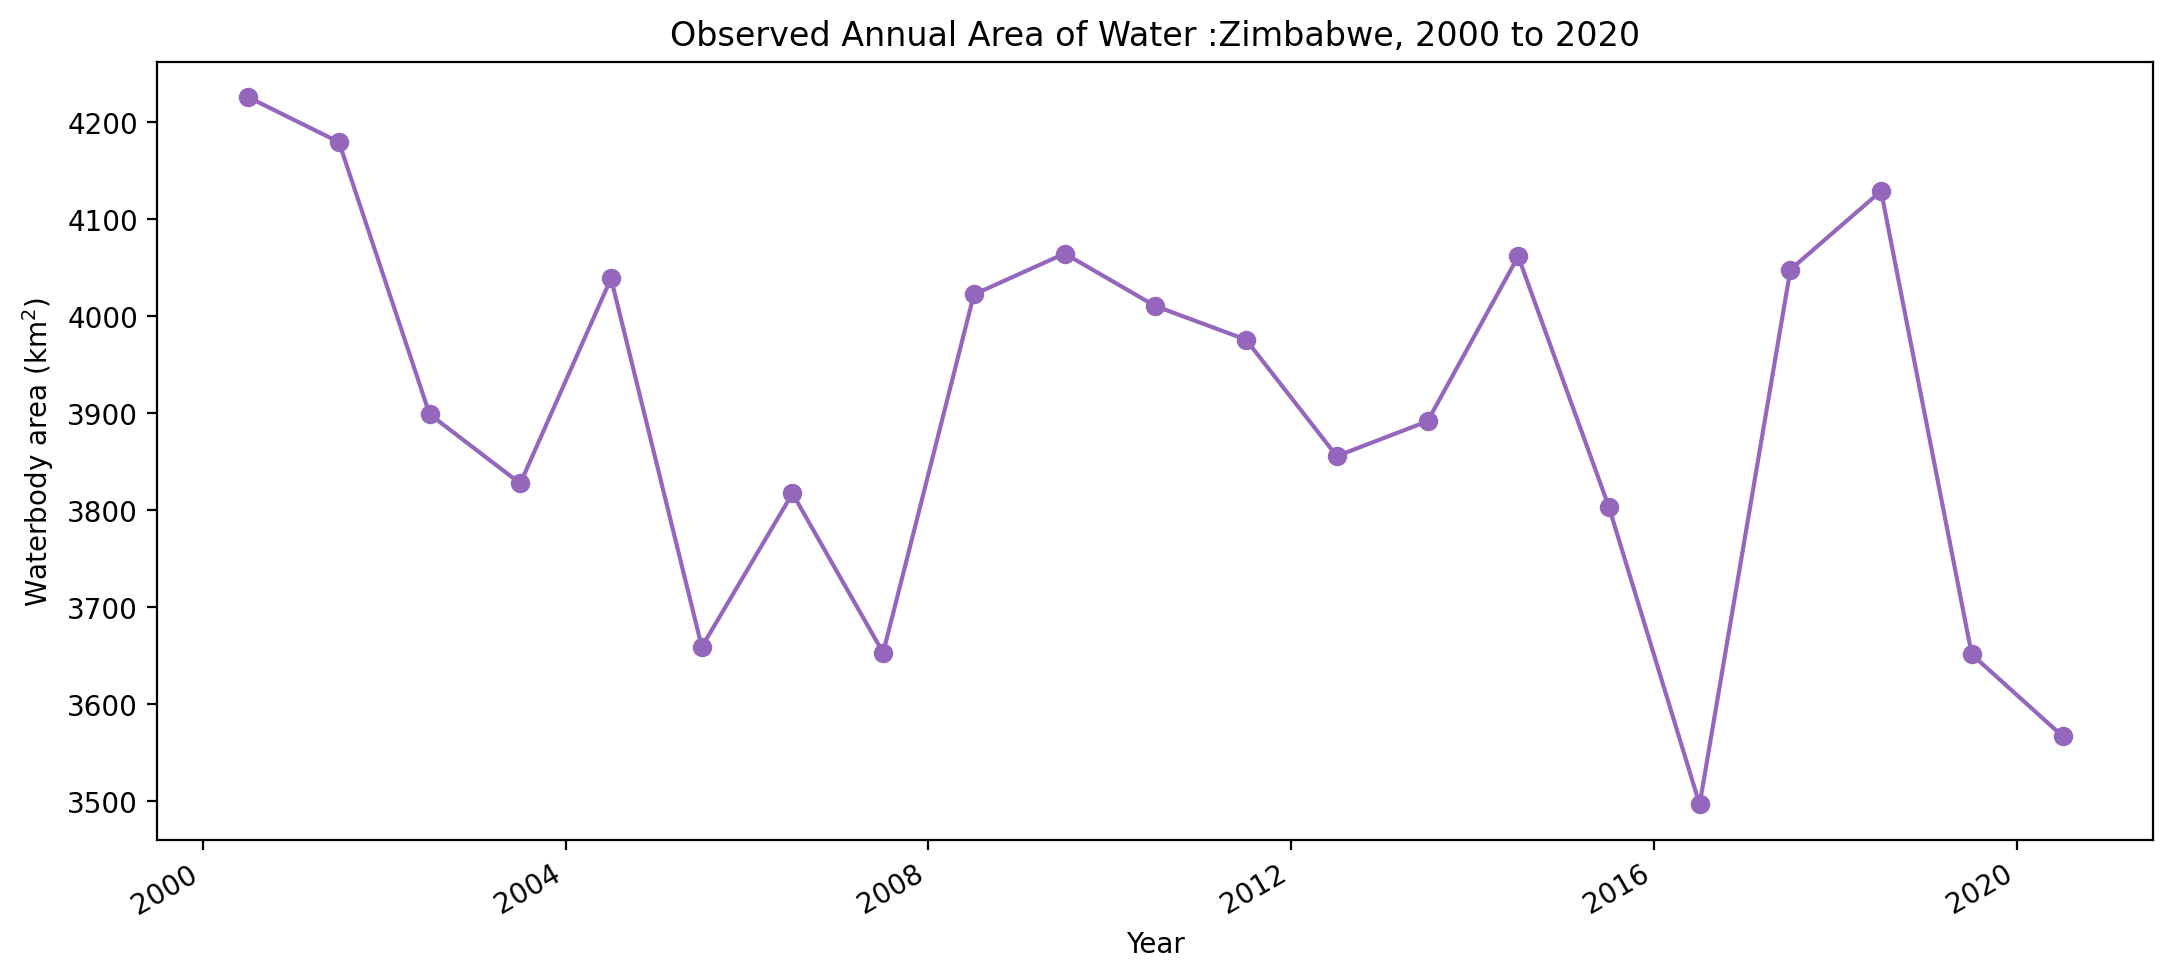 Observed Annual Area of Water :Zimbabwe, 2000 to 2020
Waterbody area (km²)
4200
4100
4000
3900
3800
3700
3600
3500
2000 2004 2008 2012 2016 2020
Year